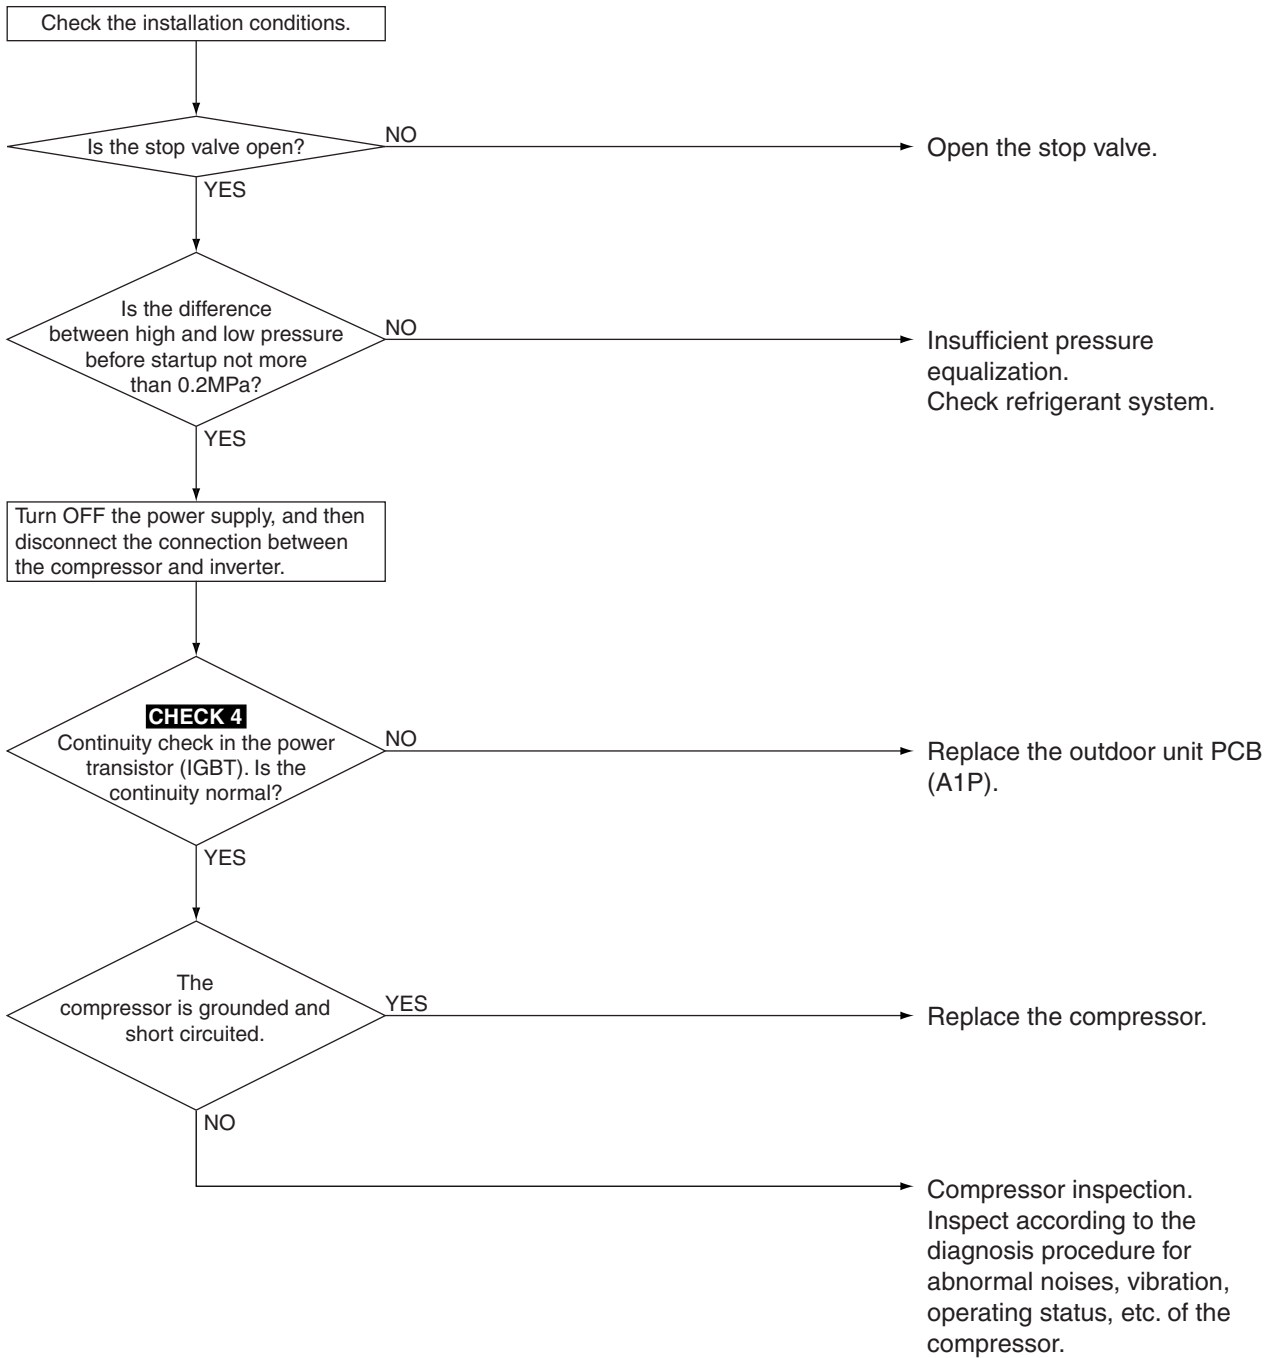 Check the installation conditions.
Is the stop valve open?
NO
Open the stop valve.
YES
Is the difference
between high and low pressure
before startup not more
than 0.2MPa?
NO
Insufficient pressure
equalization.
Check refrigerant system.
YES
Turn OFF the power supply, and then
disconnect the connection between
the compressor and inverter.
CHECK 4
Continuity check in the power
transistor (IGBT). Is the
continuity normal?
NO
Replace the outdoor unit PCB
(A1P).
YES
The
compressor is grounded and
short circuited.
YES
Replace the compressor.
NO
Compressor inspection.
Inspect according to the
diagnosis procedure for
abnormal noises, vibration,
operating status, etc. of the
compressor.